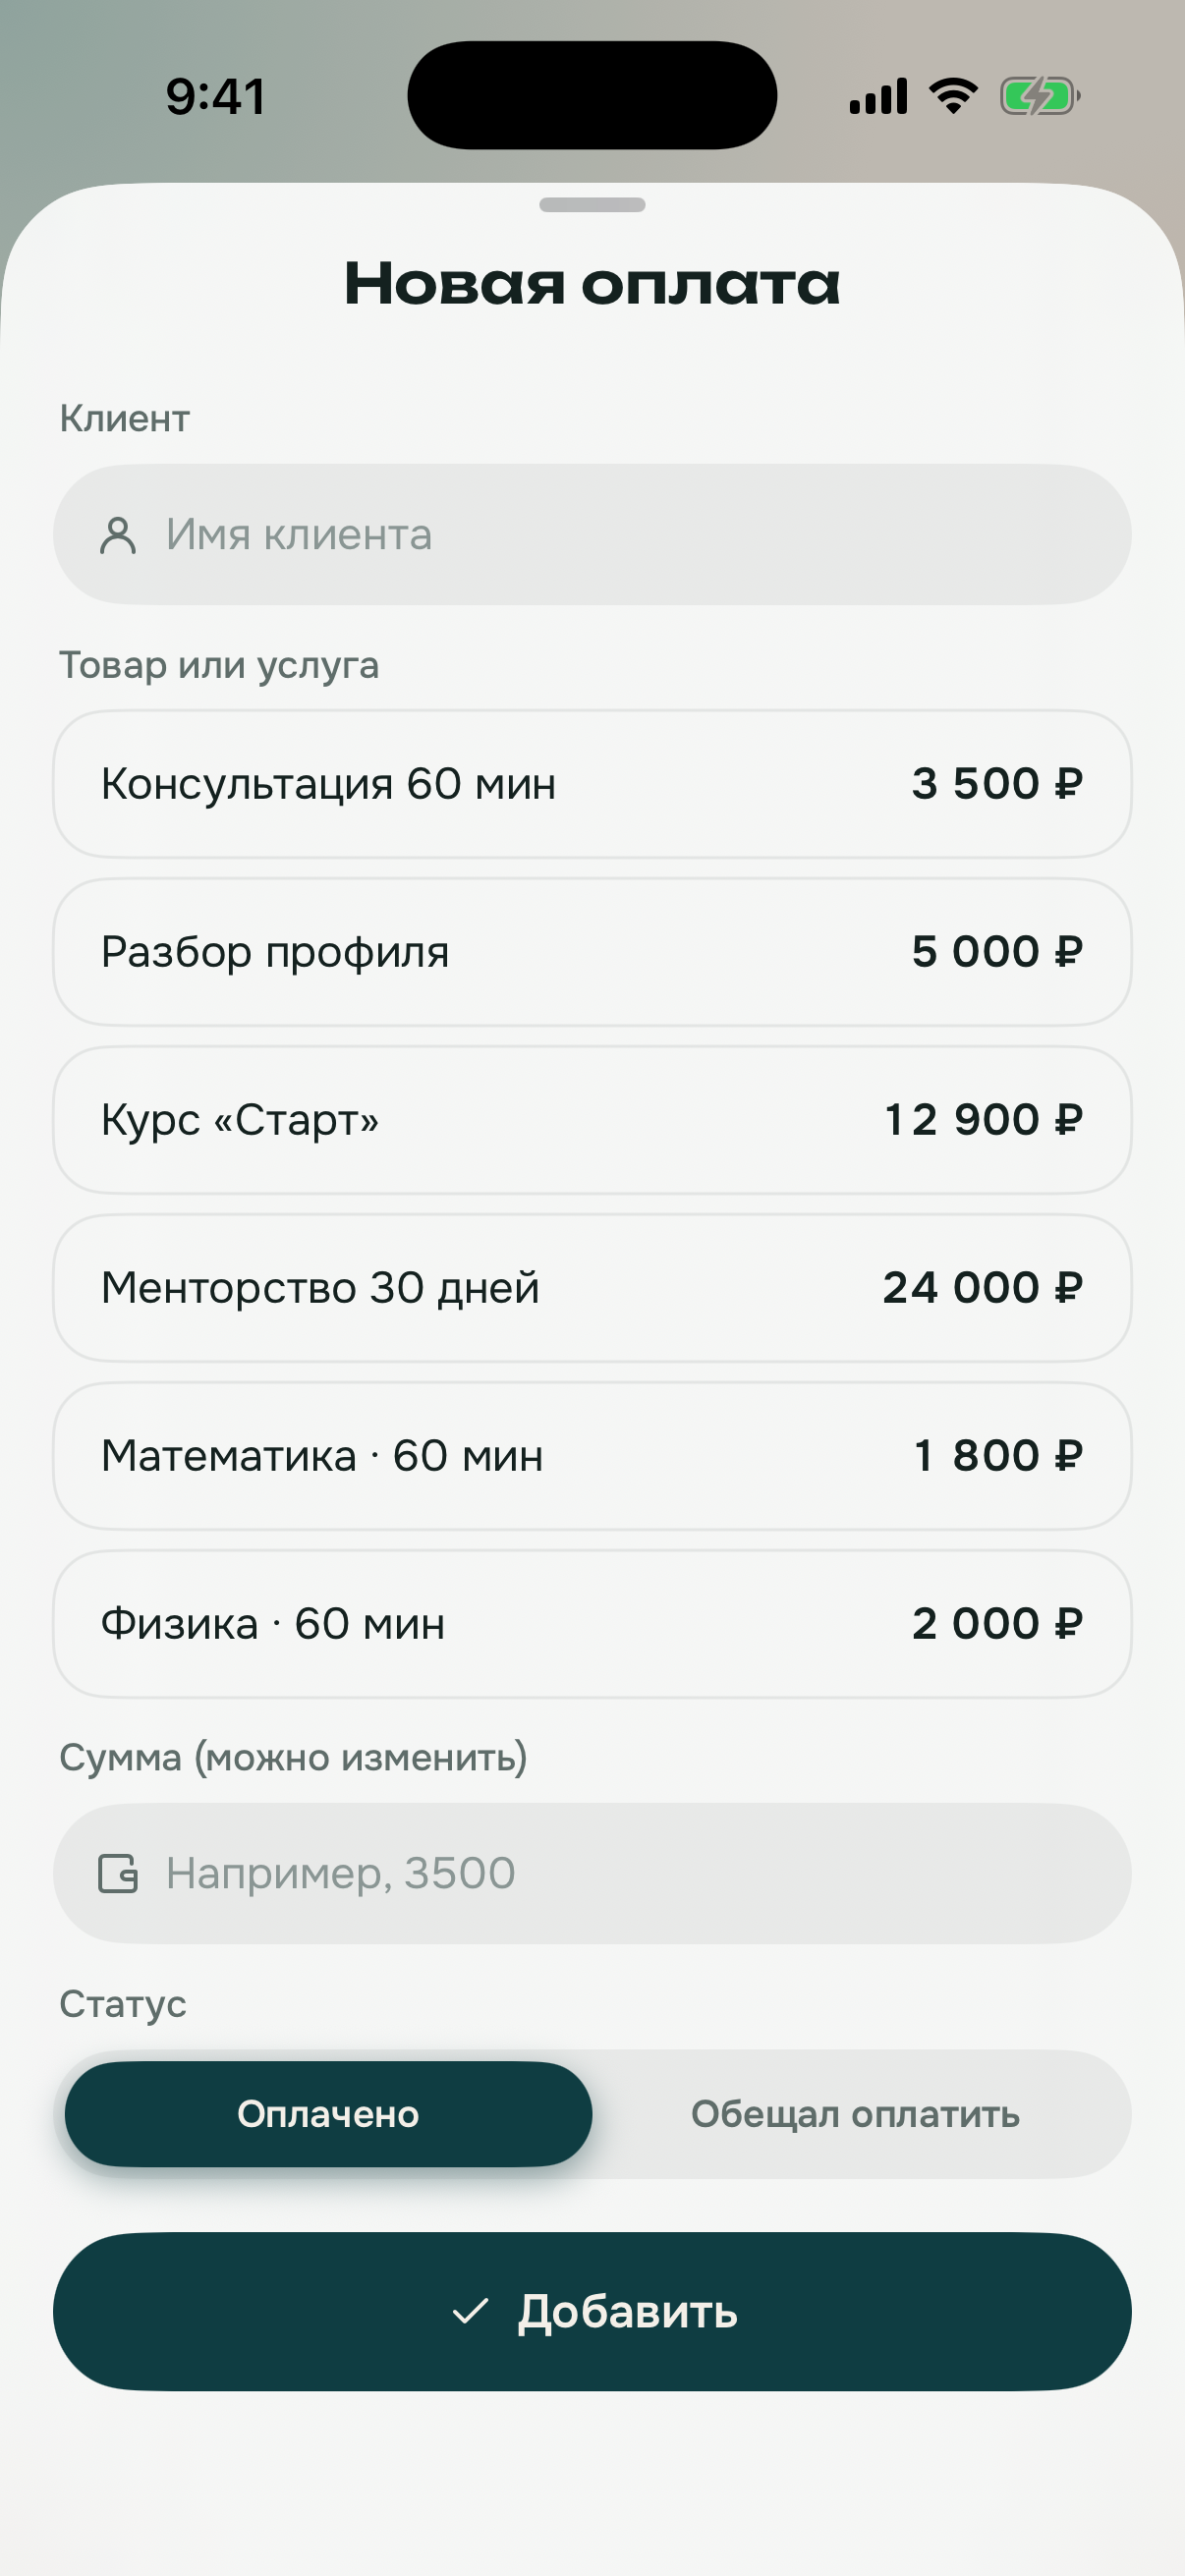 9:41
Новая оплата
Клиент
Имя клиента
Товар или услуга
Консультация 60 мин 3 500 ₽
Разбор профиля 5 000 ₽
Курс «Старт» 12 900 ₽
Менторство 30 дней 24 000 ₽
Математика · 60 мин 1 800 ₽
Физика · 60 мин 2 000 ₽
Сумма (можно изменить)
Например, 3500
Статус
Оплачено Обещал оплатить
Добавить